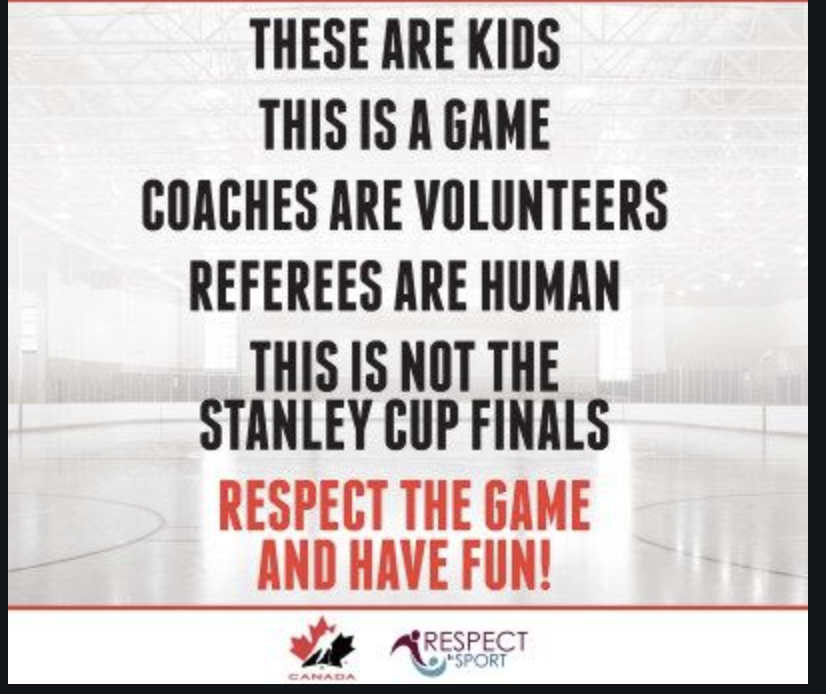 THESE ARE KIDS
THIS IS A GAME
COACHES ARE VOLUNTEERS
REFEREES ARE HUMAN
THIS IS NOT THE
STANLEY CUP FINALS
RESPECT THE GAME
AND HAVE FUN!
CANADA
RESPECT
IN SPORT